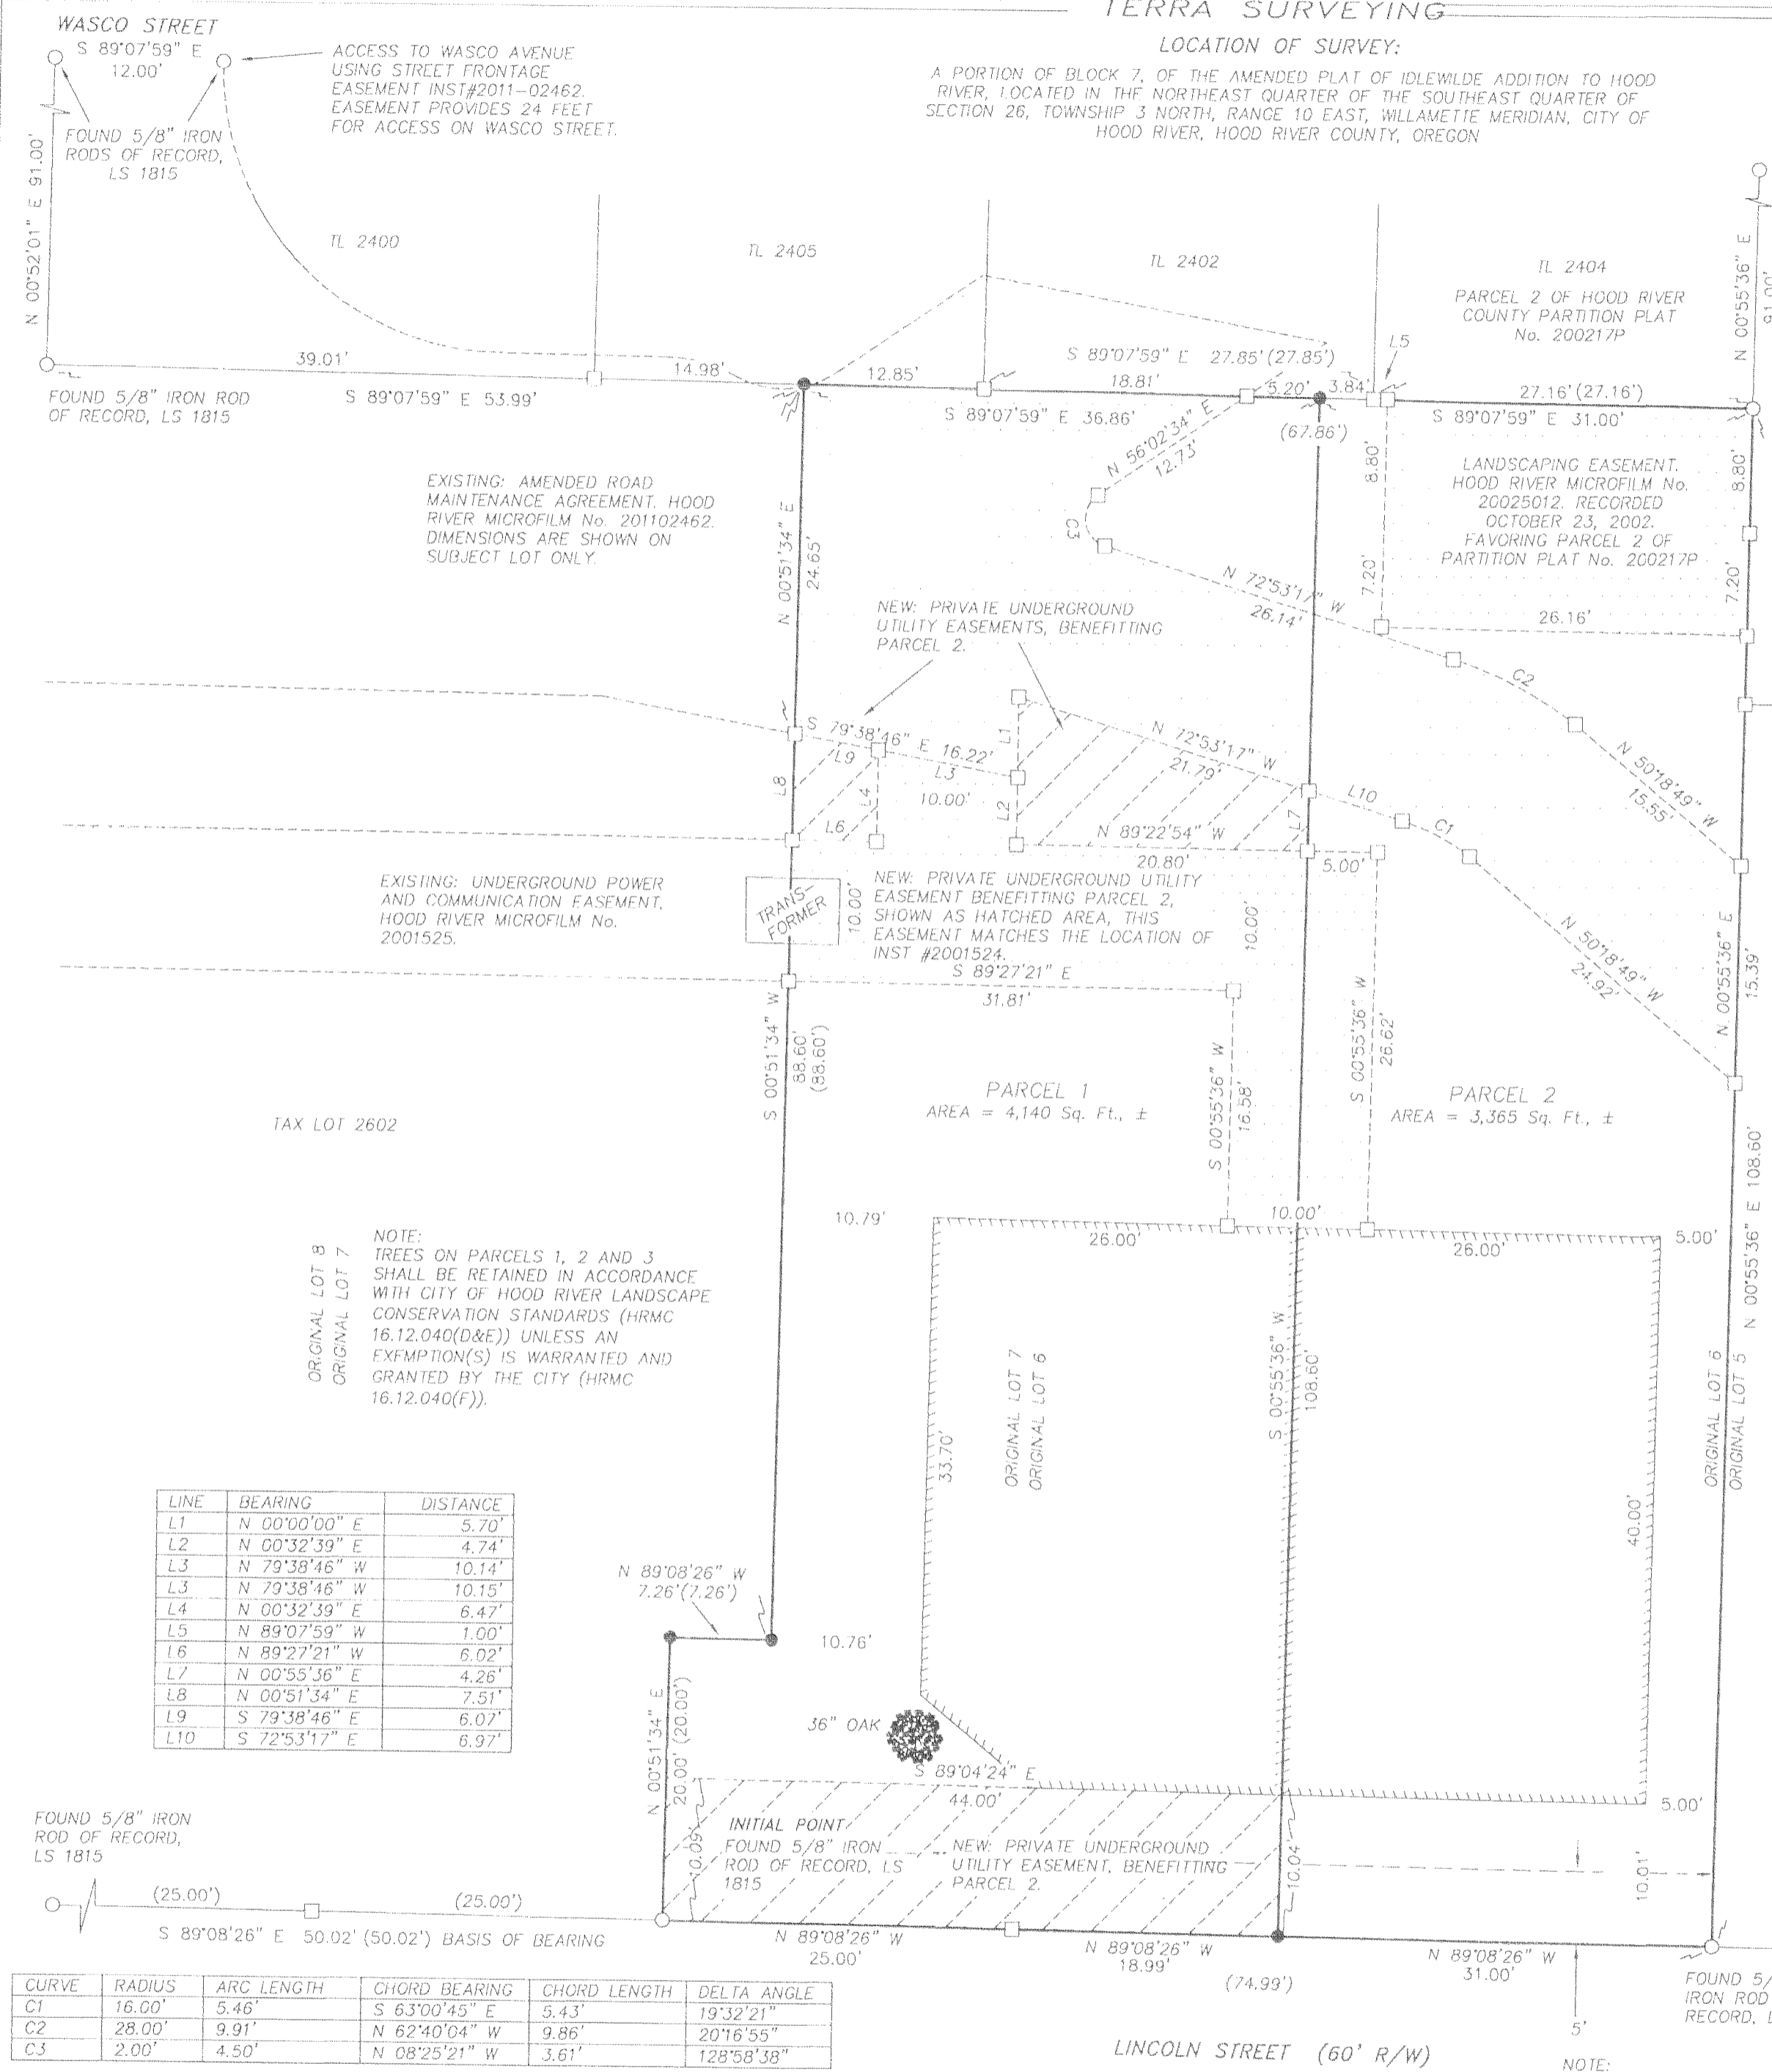 TERRA SURVEYING
LOCATION OF SURVEY:
A PORTION OF BLOCK 7, OF THE AMENDED PLAT OF IDLEWILDE ADDITION TO HOOD
RIVER, LOCATED IN THE NORTHEAST QUARTER OF THE SOUTHEAST QUARTER OF
SECTION 26, TOWNSHIP 3 NORTH, RANGE 10 EAST, WILLAMETTE MERIDIAN, CITY OF
HOOD RIVER, HOOD RIVER COUNTY, OREGON
WASCO STREET
S 89°07'59" E
12.00'
ACCESS TO WASCO AVENUE
USING STREET FRONTAGE
EASEMENT INST#2011-02462.
EASEMENT PROVIDES 24 FEET
FOR ACCESS ON WASCO STREET.
FOUND 5/8" IRON
RODS OF RECORD,
LS 1815
N 00°52'01" E 91.00'
TL 2400
TL 2405
TL 2402
TL 2404
PARCEL 2 OF HOOD RIVER
COUNTY PARTITION PLAT
No. 200217P
N 00°55'36" E
91.00'
39.01'
14.98'
12.85'
S 89°07'59" E 27.85' (27.85')
18.81'
5.20'
3.84'
L5
27.16' (27.16')
FOUND 5/8" IRON ROD
OF RECORD, LS 1815
S 89°07'59" E 53.99'
S 89°07'59" E 36.86'
(67.86')
S 89°07'59" E 31.00'
N 56°02'34" E
12.73'
C3
8.80'
7.20'
LANDSCAPING EASEMENT.
HOOD RIVER MICROFILM No.
20025012. RECORDED
OCTOBER 23, 2002.
FAVORING PARCEL 2 OF
PARTITION PLAT No. 200217P
8.80'
7.20'
26.16'
EXISTING: AMENDED ROAD
MAINTENANCE AGREEMENT. HOOD
RIVER MICROFILM No. 201102462.
DIMENSIONS ARE SHOWN ON
SUBJECT LOT ONLY.
N 00°51'34" E
24.65'
N 72°53'17" W
26.14'
C2
NEW: PRIVATE UNDERGROUND
UTILITY EASEMENTS, BENEFITTING
PARCEL 2.
S 79°38'46" E 16.22'
L9
L3
L1
L8
L4
10.00'
L2
L6
N 72°53'17" W
21.79'
L10
C1
L7
N 89°22'54" W
20.80'
5.00'
N 50°18'49" W
15.55'
EXISTING: UNDERGROUND POWER
AND COMMUNICATION EASEMENT,
HOOD RIVER MICROFILM No.
2001525.
TRANS-
FORMER
10.00'
NEW: PRIVATE UNDERGROUND UTILITY
EASEMENT BENEFITTING PARCEL 2,
SHOWN AS HATCHED AREA, THIS
EASEMENT MATCHES THE LOCATION OF
INST #2001524.
10.00'
S 89°27'21" E
31.81'
N 50°18'49" W
24.92'
N 00°55'36" E
15.39'
S 00°51'34" W
88.60'
(88.60')
S 00°55'36" W
16.58'
S 00°55'36" W
26.62'
PARCEL 1
AREA = 4,140 Sq. Ft., ±
PARCEL 2
AREA = 3,365 Sq. Ft., ±
TAX LOT 2602
N 00°55'36" E 108.60'
10.79'
26.00'
10.00'
26.00'
5.00'
ORIGINAL LOT 8
ORIGINAL LOT 7
NOTE:
TREES ON PARCELS 1, 2 AND 3
SHALL BE RETAINED IN ACCORDANCE
WITH CITY OF HOOD RIVER LANDSCAPE
CONSERVATION STANDARDS (HRMC
16.12.040(D&E)) UNLESS AN
EXEMPTION(S) IS WARRANTED AND
GRANTED BY THE CITY (HRMC
16.12.040(F)).
33.70'
ORIGINAL LOT 7
ORIGINAL LOT 6
S 00°55'36" W
108.60'
40.00'
ORIGINAL LOT 6
ORIGINAL LOT 5
LINE BEARING DISTANCE
L1 N 00°00'00" E 5.70'
L2 N 00°32'39" E 4.74'
L3 N 79°38'46" W 10.14'
L3 N 79°38'46" W 10.15'
L4 N 00°32'39" E 6.47'
L5 N 89°07'59" W 1.00'
L6 N 89°27'21" W 6.02'
L7 N 00°55'36" E 4.26'
L8 N 00°51'34" E 7.51'
L9 S 79°38'46" E 6.07'
L10 S 72°53'17" E 6.97'
N 89°08'26" W
7.26'(7.26')
10.76'
N 00°51'34" E
20.00' (20.00')
36" OAK
S 89°04'24" E
44.00'
5.00'
FOUND 5/8" IRON
ROD OF RECORD,
LS 1815
10.09'
INITIAL POINT
FOUND 5/8" IRON
ROD OF RECORD, LS
1815
NEW: PRIVATE UNDERGROUND
UTILITY EASEMENT, BENEFITTING
PARCEL 2.
10.04'
10.01'
(25.00')
(25.00')
S 89°08'26" E 50.02' (50.02') BASIS OF BEARING
N 89°08'26" W
25.00'
N 89°08'26" W
18.99'
(74.99')
N 89°08'26" W
31.00'
5'
FOUND 5/
IRON ROD
RECORD, L
CURVE RADIUS ARC LENGTH CHORD BEARING CHORD LENGTH DELTA ANGLE
C1 16.00' 5.46' S 63°00'45" E 5.43' 19°32'21"
C2 28.00' 9.91' N 62°40'04" W 9.86' 20°16'55"
C3 2.00' 4.50' N 08°25'21" W 3.61' 128°58'38"
LINCOLN STREET (60' R/W)
NOTE: